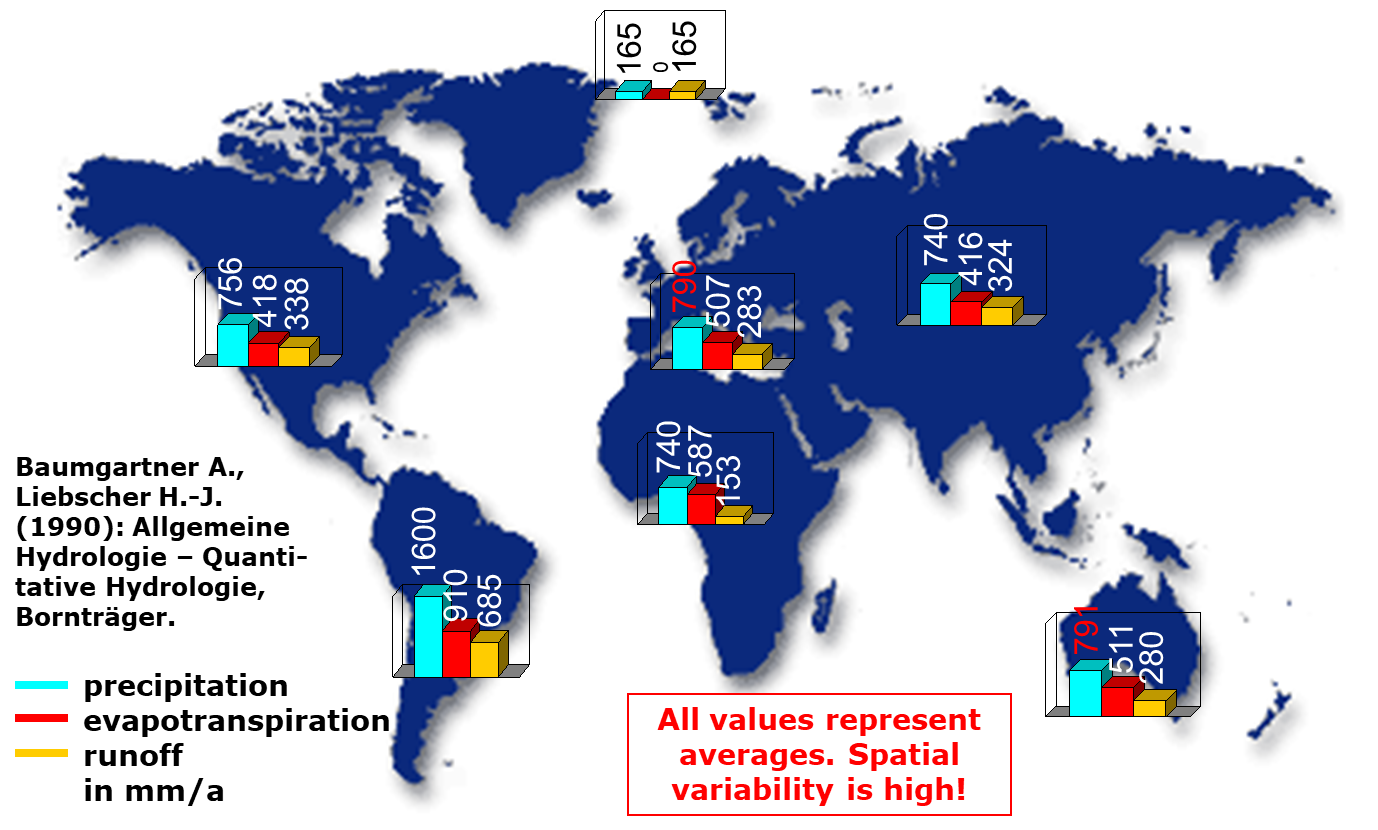 165
0
165
740
416
324
756
418
338
790
507
283
740
587
153
Baumgartner A.,
Liebscher H.-J.
(1990): Allgemeine
Hydrologie – Quanti-
tative Hydrologie,
Bornträger.
1600
910
685
791
511
280
precipitation
evapotranspiration
runoff
in mm/a
All values represent
averages. Spatial
variability is high!